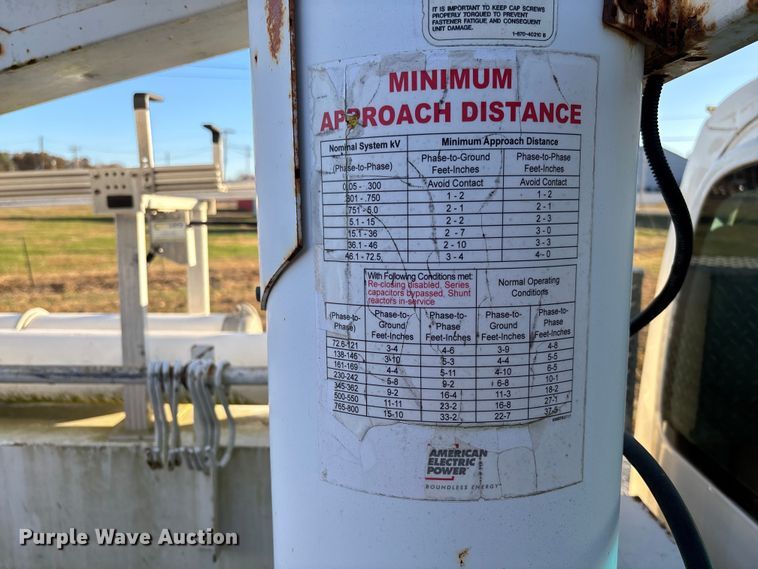 IT IS IMPORTANT TO KEEP CAP SCREWS
PROPERLY TORQUED TO PREVENT
FASTENER FATIGUE AND CONSEQUENT
UNIT DAMAGE.
1-870-40210 B
MINIMUM
APPROACH DISTANCE
Nominal System kV Minimum Approach Distance
(Phase-to-Phase) Phase-to-Ground Feet-Inches Phase-to-Phase Feet-Inches
0.05 - .300 Avoid Contact Avoid Contact
.301 - .750 1 - 2 1 - 2
.751 - 5.0 2 - 1 2 - 1
5.1 - 15 2 - 2 2 - 3
15.1 - 36 2 - 7 3 - 0
36.1 - 46 2 - 10 3 - 3
46.1 - 72.5 3 - 4 4 - 0
With Following Conditions met:
Re-closing disabled, Series
capacitors bypassed, Shunt
reactors in service
Normal Operating
Conditions
(Phase-to-Phase) Phase-to-Ground Feet-Inches Phase-to-Phase Feet-Inches Phase-to-Ground Feet-Inches Phase-to-Phase Feet-Inches
72.6-121 3-4 4-6 3-9 4-8
138-145 3-10 5-3 4-4 5-5
161-169 4-4 5-11 4-10 6-5
230-242 5-8 9-2 6-8 10-1
345-362 9-2 16-4 11-3 18-2
500-550 11-11 23-2 16-8 27-1
765-800 15-10 33-2 22-7 37-5
AMERICAN
ELECTRIC
POWER
BOUNDLESS ENERGY
Purple Wave Auction